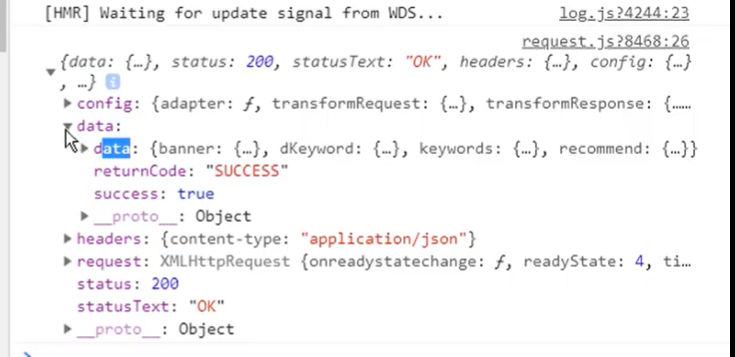 [HMR] Waiting for update signal from WDS... log.js?4244:23
request.js?8468:26
{data: {…}, status: 200, statusText: "OK", headers: {…}, config: {…}
, …} i
config: {adapter: ƒ, transformRequest: {…}, transformResponse: {……
data:
data: {banner: {…}, dKeyword: {…}, keywords: {…}, recommend: {…}}
returnCode: "SUCCESS"
success: true
__proto__: Object
headers: {content-type: "application/json"}
request: XMLHttpRequest {onreadystatechange: ƒ, readyState: 4, ti…
status: 200
statusText: "OK"
__proto__: Object